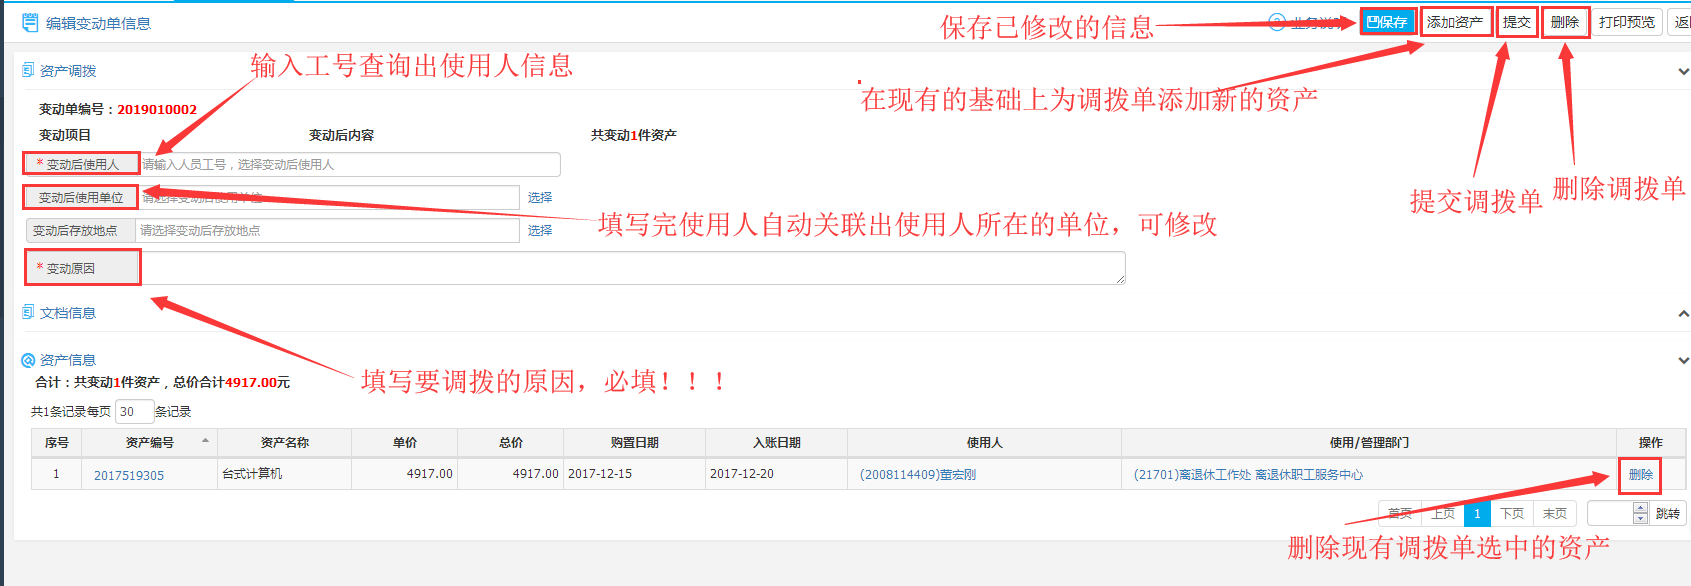 编辑变动单信息
保存已修改的信息
业务说明
保存 添加资产 提交 删除 打印预览 返
资产调拨
输入工号查询出使用人信息
在现有的基础上为调拨单添加新的资产
变动单编号：2019010002
变动项目 变动后内容 共变动1件资产
* 变动后使用人 请输入人员工号，选择变动后使用人
提交调拨单 删除调拨单
变动后使用单位 请选择变动后使用单位 选择
填写完使用人自动关联出使用人所在的单位，可修改
变动后存放地点 请选择变动后存放地点 选择
* 变动原因
文档信息
资产信息
填写要调拨的原因，必填！！！
合计：共变动1件资产，总价合计4917.00元
共1条记录每页 30 条记录
序号 资产编号 资产名称 单价 总价 购置日期 入账日期 使用人 使用/管理部门 操作
1 2017519305 台式计算机 4917.00 4917.00 2017-12-15 2017-12-20 (2008114409)董宏刚 (21701)离退休工作处 离退休职工服务中心 删除
首页 上页 1 下页 末页 跳转
删除现有调拨单选中的资产